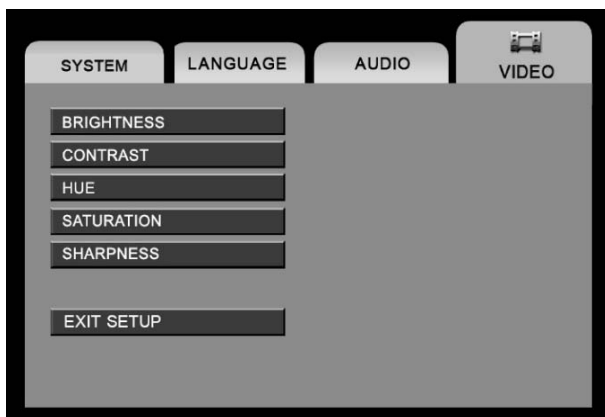 SYSTEM LANGUAGE AUDIO VIDEO
BRIGHTNESS
CONTRAST
HUE
SATURATION
SHARPNESS
EXIT SETUP